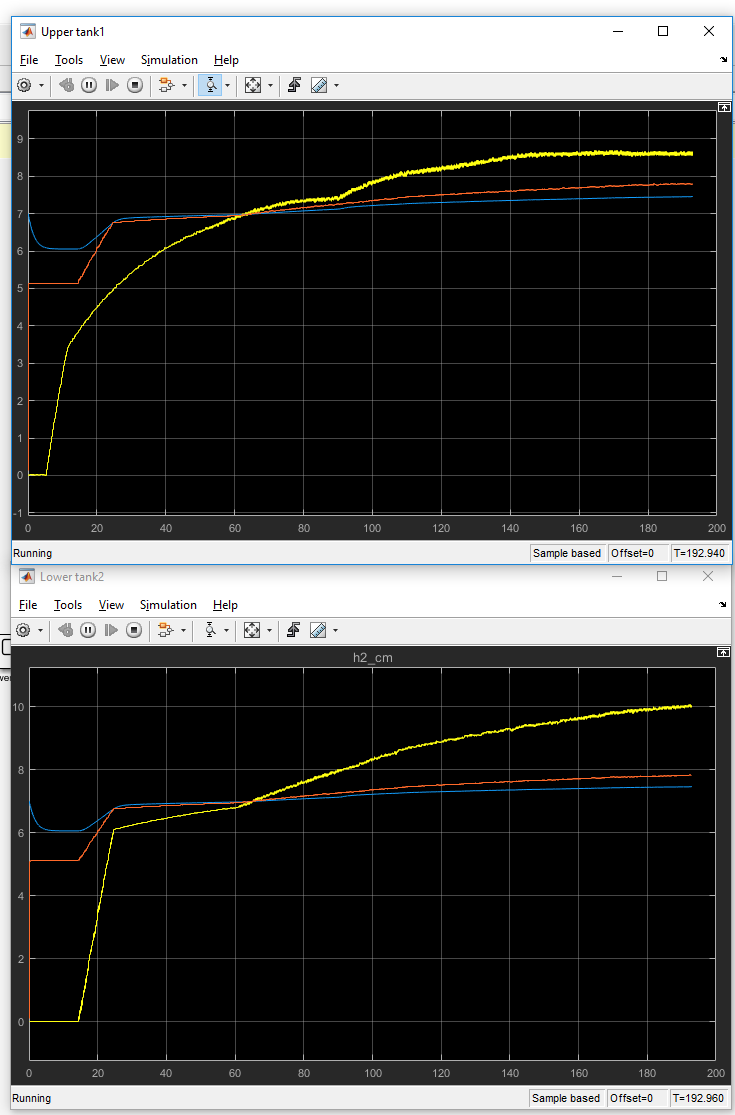 Upper tank1
File Tools View Simulation Help
9
8
7
6
5
4
3
2
1
0
-1
0 20 40 60 80 100 120 140 160 180 200
Running Sample based Offset=0 T=192.940
Lower tank2
File Tools View Simulation Help
h2_cm
10
8
6
4
2
0
0 20 40 60 80 100 120 140 160 180 200
Running Sample based Offset=0 T=192.960